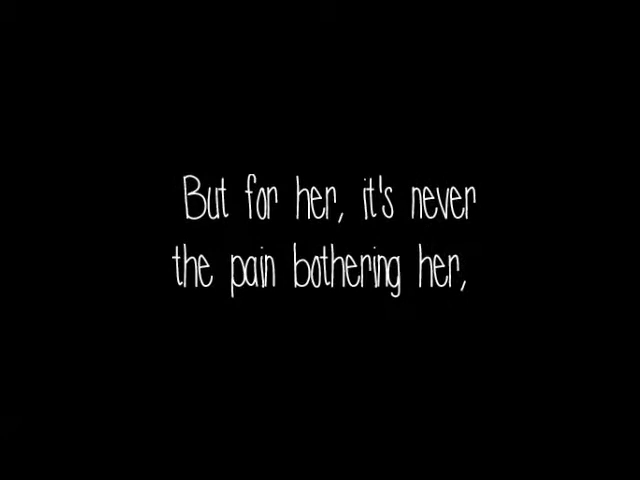 But for her, it's never
the pain bothering her,